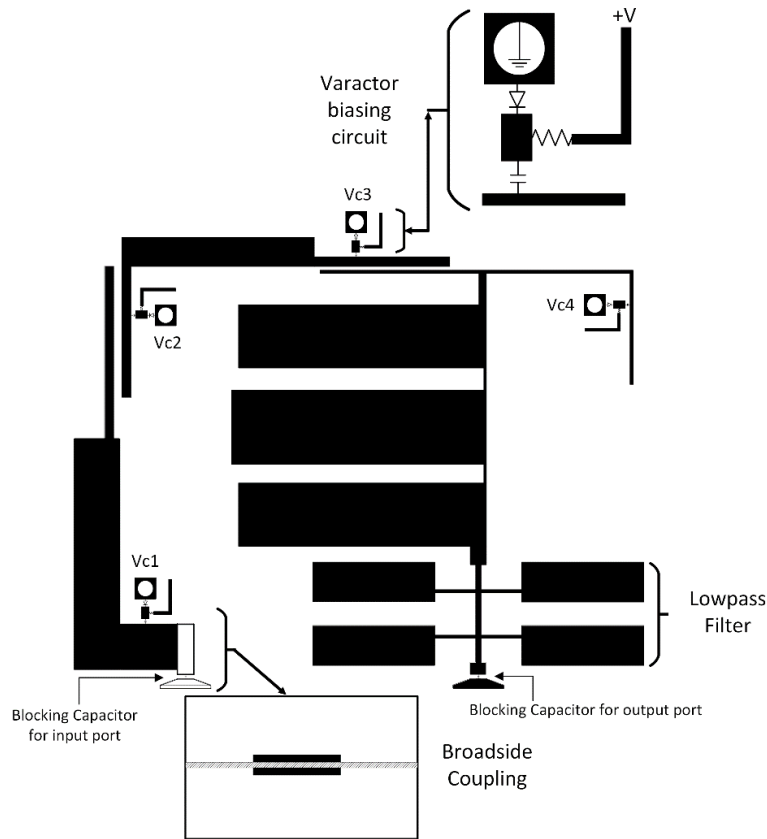 +V
Varactor
biasing
circuit
Vc3
Vc4
Vc2
Vc1
Lowpass
Filter
Blocking Capacitor
for input port
Blocking Capacitor for output port
Broadside
Coupling